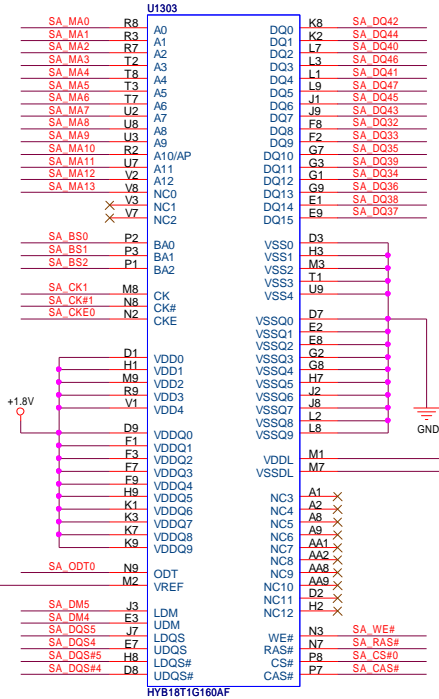 U1303
SA_MA0 R8 A0 DQ0 K8 SA_DQ42
SA_MA1 R3 A1 DQ1 K2 SA_DQ44
SA_MA2 R7 A2 DQ2 L7 SA_DQ40
SA_MA3 T2 A3 DQ3 L3 SA_DQ46
SA_MA4 T8 A4 DQ4 L1 SA_DQ41
SA_MA5 T3 A5 DQ5 L9 SA_DQ47
SA_MA6 T7 A6 DQ6 J1 SA_DQ45
SA_MA7 U2 A7 DQ7 J9 SA_DQ43
SA_MA8 U8 A8 DQ8 F8 SA_DQ32
SA_MA9 U3 A9 DQ9 F2 SA_DQ33
SA_MA10 R2 A10/AP DQ10 G7 SA_DQ35
SA_MA11 U7 A11 DQ11 G3 SA_DQ39
SA_MA12 V2 A12 DQ12 G1 SA_DQ34
SA_MA13 V8 NC0 DQ13 G9 SA_DQ36
V3 NC1 DQ14 E1 SA_DQ38
V7 NC2 DQ15 E9 SA_DQ37
SA_BS0 P2 BA0 VSS0 D3
SA_BS1 P3 BA1 VSS1 H3
SA_BS2 P1 BA2 VSS2 M3
VSS3 T1
SA_CK1 M8 CK VSS4 U9
SA_CK#1 N8 CK#
SA_CKE0 N2 CKE VSSQ0 D7
VSSQ1 E2
VSSQ2 E8
D1 VDD0 VSSQ3 G2
H1 VDD1 VSSQ4 G8
M9 VDD2 VSSQ5 H7
R9 VDD3 VSSQ6 J2
+1.8V V1 VDD4 VSSQ7 J8
VSSQ8 L2
D9 VDDQ0 VSSQ9 L8 GND
F1 VDDQ1
F3 VDDQ2 VDDL M1
F7 VDDQ3 VSSDL M7
F9 VDDQ4
H9 VDDQ5 NC3 A1
K1 VDDQ6 NC4 A2
K3 VDDQ7 NC5 A8
K7 VDDQ8 NC6 A9
K9 VDDQ9 NC7 AA1
NC8 AA2
SA_ODT0 N9 ODT NC9 AA8
M2 VREF NC10 AA9
NC11 D2
SA_DM5 J3 LDM NC12 H2
SA_DM4 E3 UDM
SA_DQS5 J7 LDQS WE# N3 SA_WE#
SA_DQS4 E7 UDQS RAS# N7 SA_RAS#
SA_DQS#5 H8 LDQS# CS# P8 SA_CS#0
SA_DQS#4 D8 UDQS# CAS# P7 SA_CAS#
HYB18T1G160AF